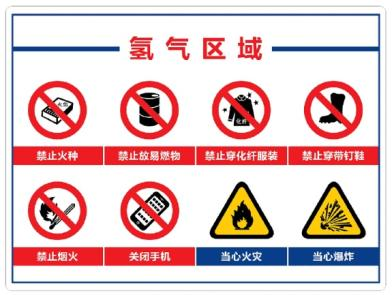 氢气区域
禁止火种 禁止放易燃物 禁止穿化纤服装 禁止穿带钉鞋
禁止烟火 关闭手机 当心火灾 当心爆炸